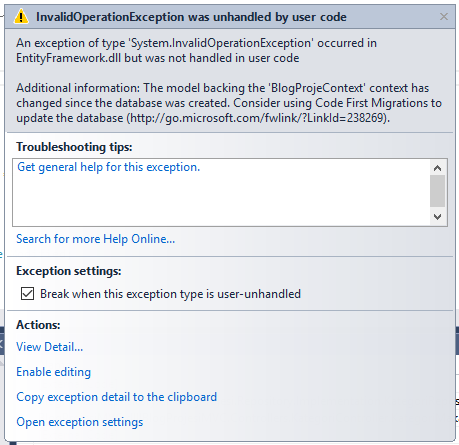 InvalidOperationException was unhandled by user code
An exception of type 'System.InvalidOperationException' occurred in
EntityFramework.dll but was not handled in user code
Additional information: The model backing the 'BlogProjeContext' context has
changed since the database was created. Consider using Code First Migrations to
update the database (http://go.microsoft.com/fwlink/?LinkId=238269).
Troubleshooting tips:
Get general help for this exception.
Search for more Help Online...
Exception settings:
Break when this exception type is user-unhandled
Actions:
View Detail...
Enable editing
Copy exception detail to the clipboard
Open exception settings